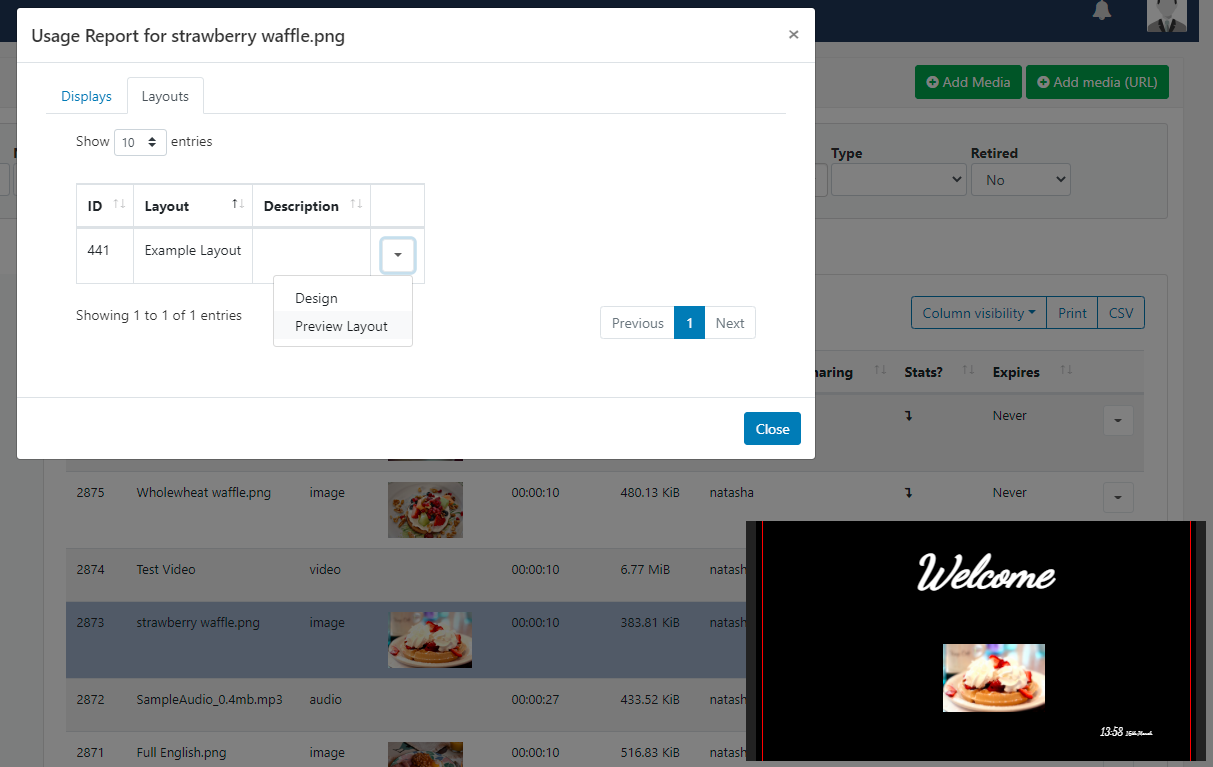 Usage Report for strawberry waffle.png
×
Displays
Layouts
Add Media
Add media (URL)
Show 10 entries
Type
Retired
No
ID
Layout
Description
441
Example Layout
Design
Preview Layout
Showing 1 to 1 of 1 entries
Previous
1
Next
Column visibility
Print
CSV
Stats?
Expires
Never
Close
2875
Wholewheat waffle.png
image
00:00:10
480.13 KiB
natasha
Never
2874
Test Video
video
00:00:10
6.77 MiB
natash
2873
strawberry waffle.png
image
00:00:10
383.81 KiB
natash
2872
SampleAudio_0.4mb.mp3
audio
00:00:27
433.52 KiB
natash
2871
Full English.png
image
00:00:10
516.83 KiB
natash
Welcome
13:58